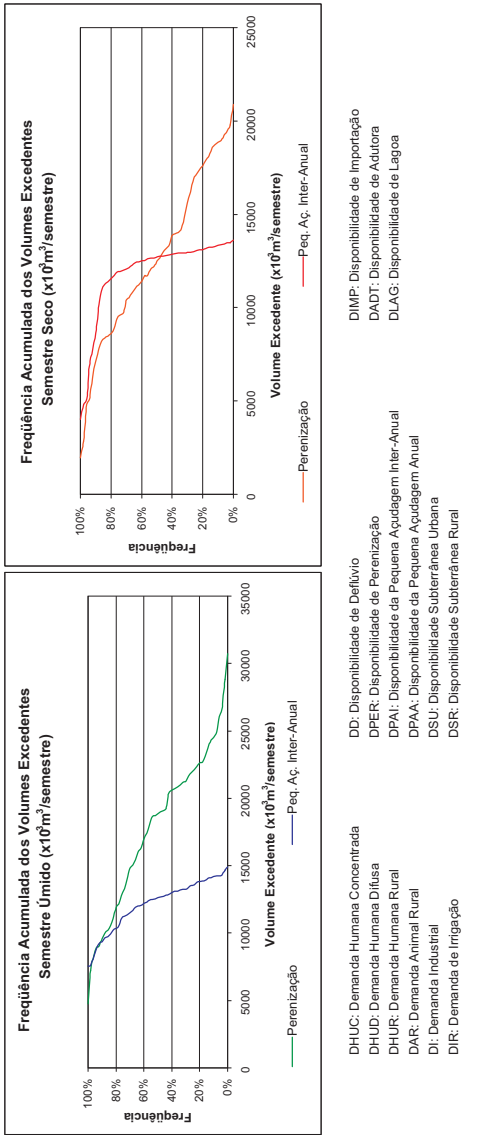 Freqüência Acumulada dos Volumes Excedentes
Semestre Úmido (x10³m³/semestre)
Freqüência
100%
80%
60%
40%
20%
0%
0
5000
10000
15000
20000
25000
30000
35000
Volume Excedente (x10³m³/semestre)
Perenização
Peq. Aç. Inter-Anual
Freqüência Acumulada dos Volumes Excedentes
Semestre Seco (x10³m³/semestre)
Freqüência
100%
80%
60%
40%
20%
0%
0
5000
10000
15000
20000
25000
Volume Excedente (x10³m³/semestre)
Perenização
Peq. Aç. Inter-Anual
DHUC: Demanda Humana Concentrada
DHUD: Demanda Humana Difusa
DHUR: Demanda Humana Rural
DAR: Demanda Animal Rural
DI: Demanda Industrial
DIR: Demanda de Irrigação
DD: Disponibilidade de Deflúvio
DPER: Disponibilidade de Perenização
DPAI: Disponibilidade da Pequena Açudagem Inter-Anual
DPAA: Disponibilidade da Pequena Açudagem Anual
DSU: Disponibilidade Subterrânea Urbana
DSR: Disponibilidade Subterrânea Rural
DIMP: Disponibilidade de Importação
DADT: Disponibilidade de Adutora
DLAG: Disponibilidade de Lagoa